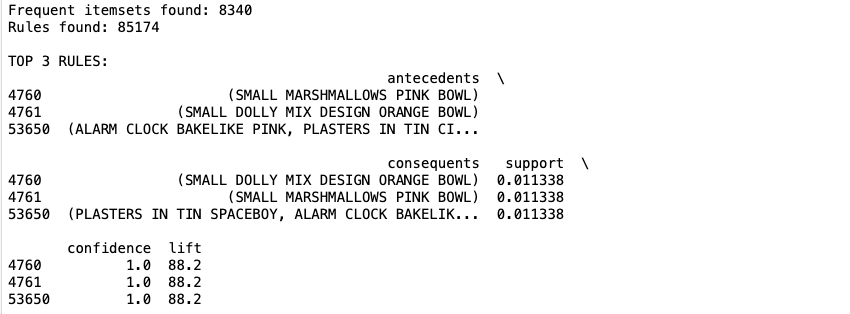 Frequent itemsets found: 8340
Rules found: 85174
TOP 3 RULES:
antecedents \
4760 (SMALL MARSHMALLOWS PINK BOWL)
4761 (SMALL DOLLY MIX DESIGN ORANGE BOWL)
53650 (ALARM CLOCK BAKELIKE PINK, PLASTERS IN TIN CI...
consequents support \
4760 (SMALL DOLLY MIX DESIGN ORANGE BOWL) 0.011338
4761 (SMALL MARSHMALLOWS PINK BOWL) 0.011338
53650 (PLASTERS IN TIN SPACEBOY, ALARM CLOCK BAKELIK... 0.011338
confidence lift
4760 1.0 88.2
4761 1.0 88.2
53650 1.0 88.2